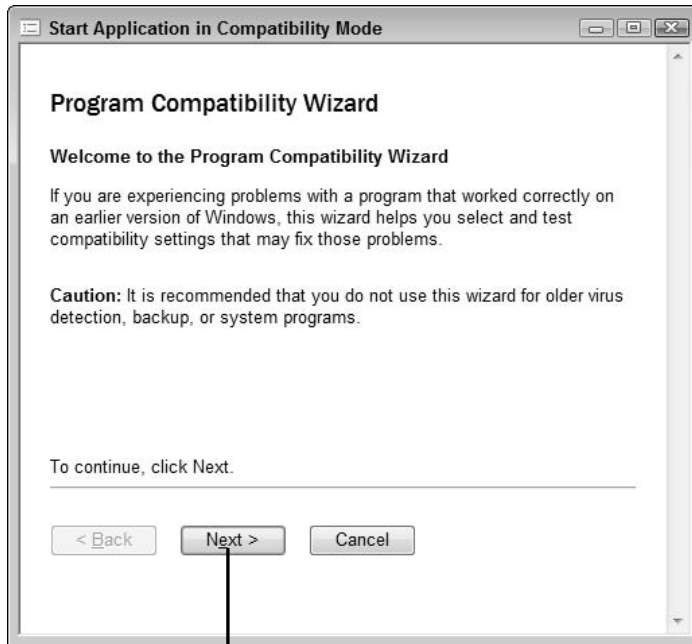 Start Application in Compatibility Mode
Program Compatibility Wizard
Welcome to the Program Compatibility Wizard
If you are experiencing problems with a program that worked correctly on
an earlier version of Windows, this wizard helps you select and test
compatibility settings that may fix those problems.
Caution: It is recommended that you do not use this wizard for older virus
detection, backup, or system programs.
To continue, click Next.
< Back Next > Cancel